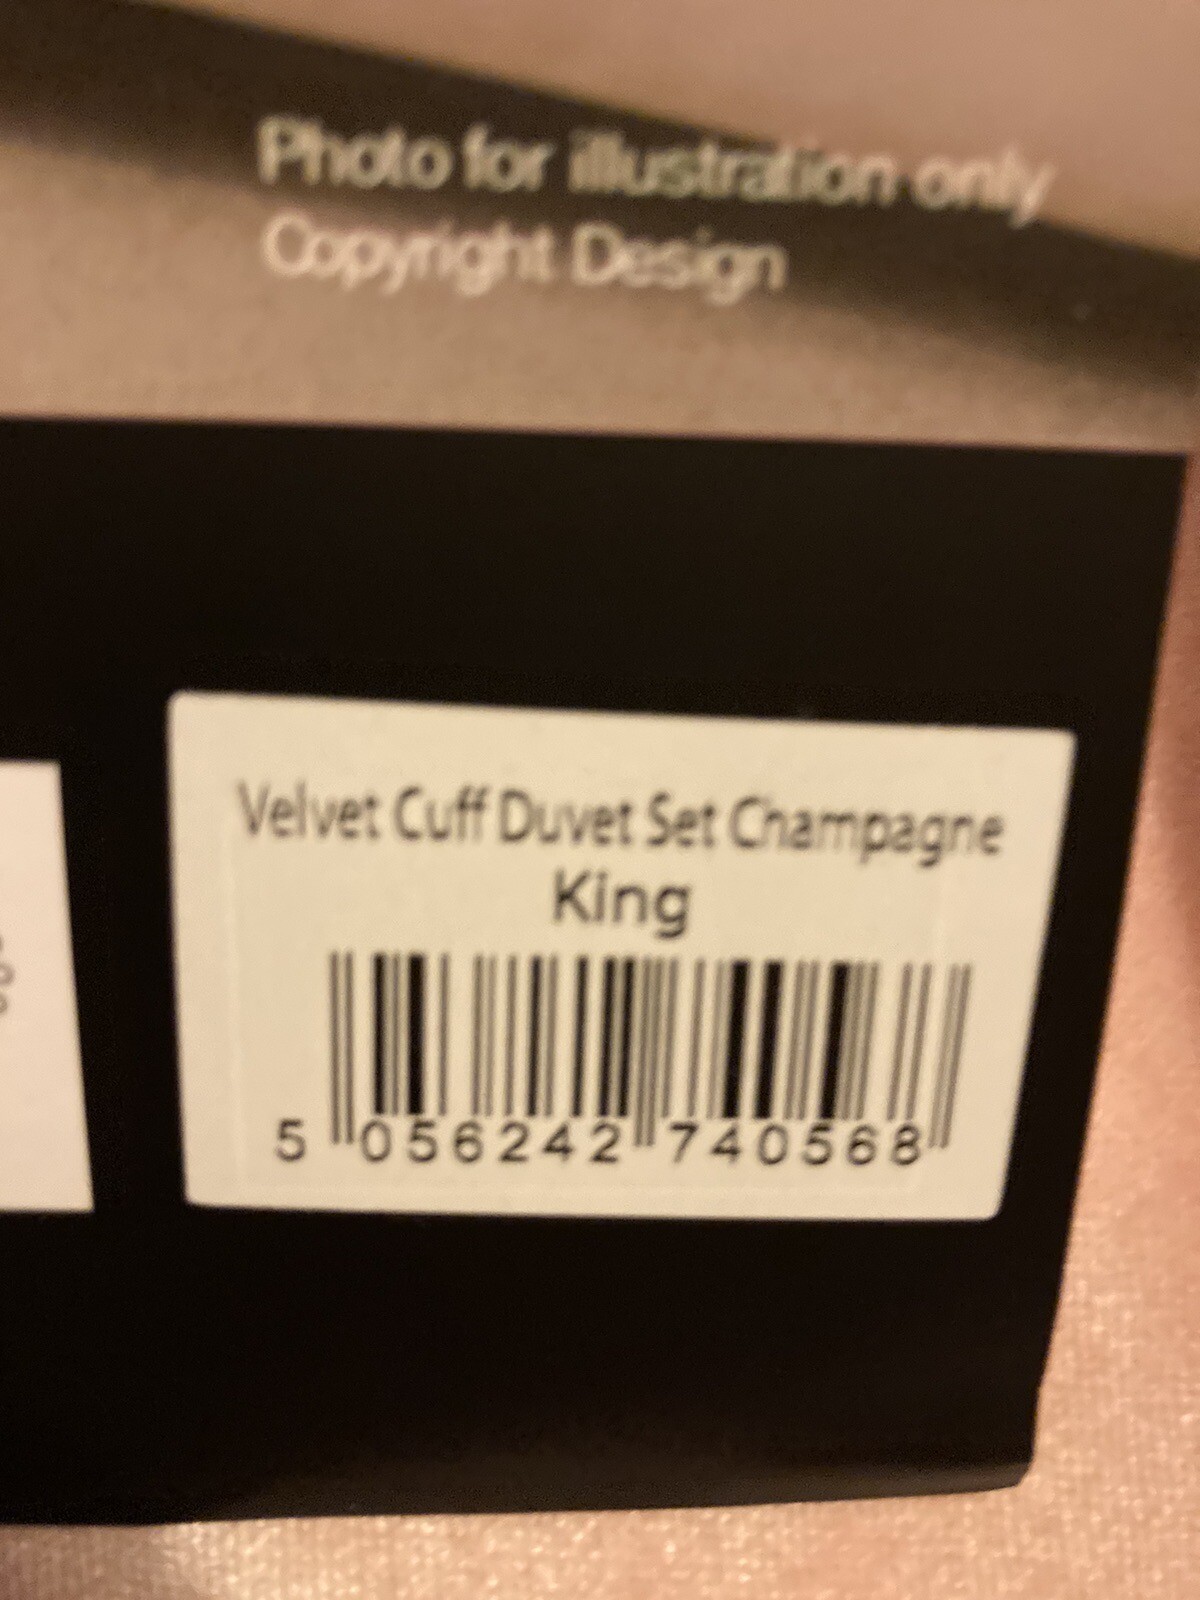 Photo for illustration only
Copyright Design
Velvet Cuff Duvet Set Champagne
King
5 056242 740568